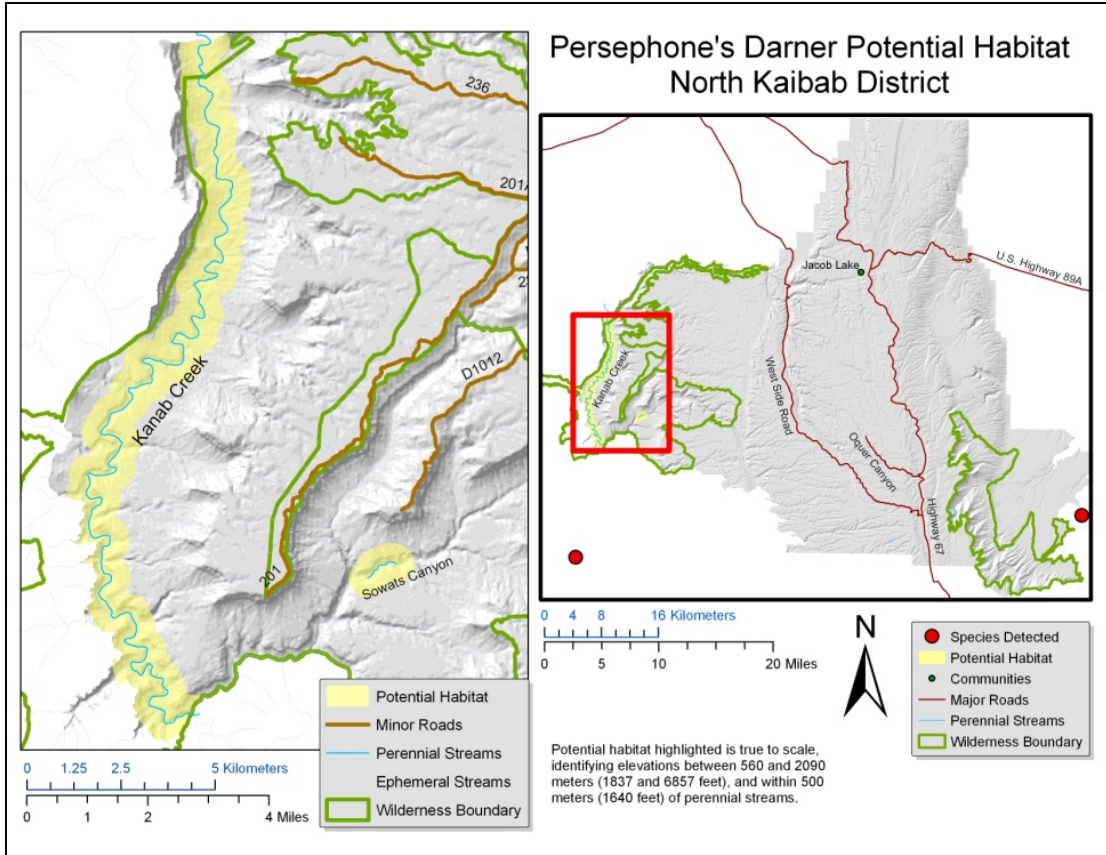 Persephone's Darner Potential Habitat
North Kaibab District
236
201A
Kanab Creek
D1012
201
Sowats Canyon
Potential Habitat
Minor Roads
Perennial Streams
Ephemeral Streams
Wilderness Boundary
0 1.25 2.5 5 Kilometers
0 1 2 4 Miles
Jacob Lake
U.S. Highway 89A
Kanab Creek
West Side Road
Oquer Canyon
Highway 67
0 4 8 16 Kilometers
0 5 10 20 Miles
N
Species Detected
Potential Habitat
Communities
Major Roads
Perennial Streams
Wilderness Boundary
Potential habitat highlighted is true to scale,
identifying elevations between 560 and 2090
meters (1837 and 6857 feet), and within 500
meters (1640 feet) of perennial streams.